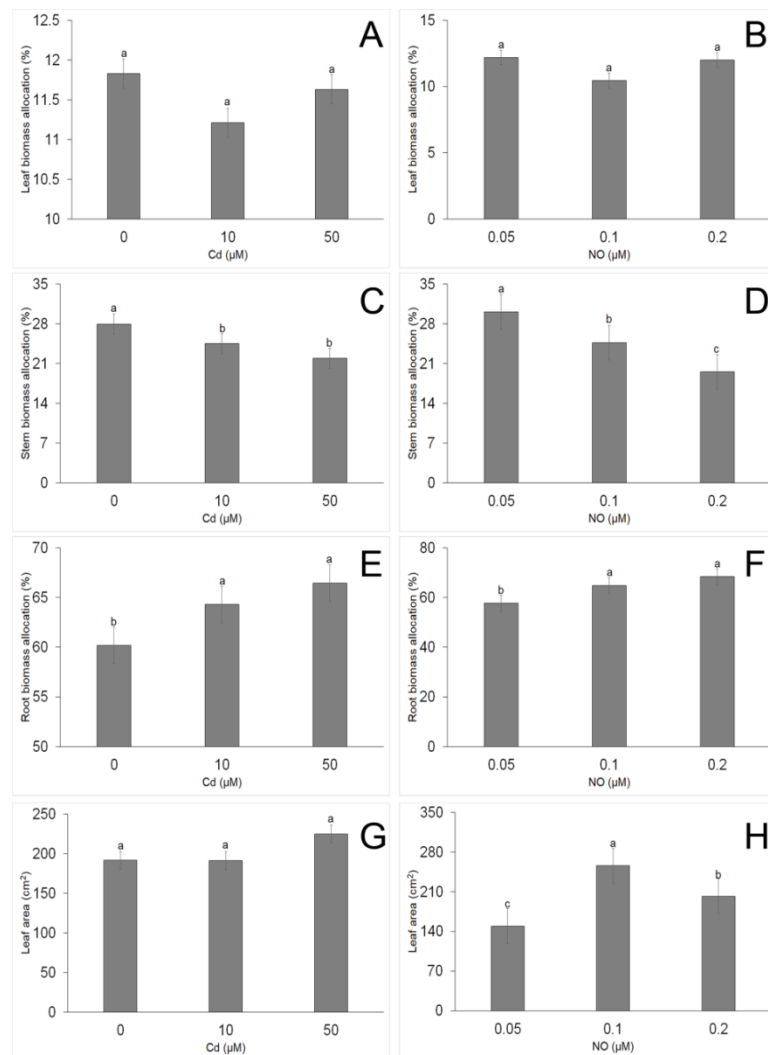 A
Leaf biomass allocation (%)
12.5
12
11.5
11
10.5
10
a
a
a
0
10
50
Cd (µM)
B
Leaf biomass allocation (%)
15
10
5
0
a
a
a
0.05
0.1
0.2
NO (µM)
C
Stem biomass allocation (%)
35
28
21
14
7
0
a
b
b
0
10
50
Cd (µM)
D
Stem biomass allocation (%)
35
28
21
14
7
0
a
b
c
0.05
0.1
0.2
NO (µM)
E
Root biomass allocation (%)
70
65
60
55
50
b
a
a
0
10
50
Cd (µM)
F
Root biomass allocation (%)
80
60
40
20
0
b
a
a
0.05
0.1
0.2
NO (µM)
G
Leaf area (cm²)
250
200
150
100
50
0
a
a
a
0
10
50
Cd (µM)
H
Leaf area (cm²)
350
280
210
140
70
0
c
a
b
0.05
0.1
0.2
NO (µM)